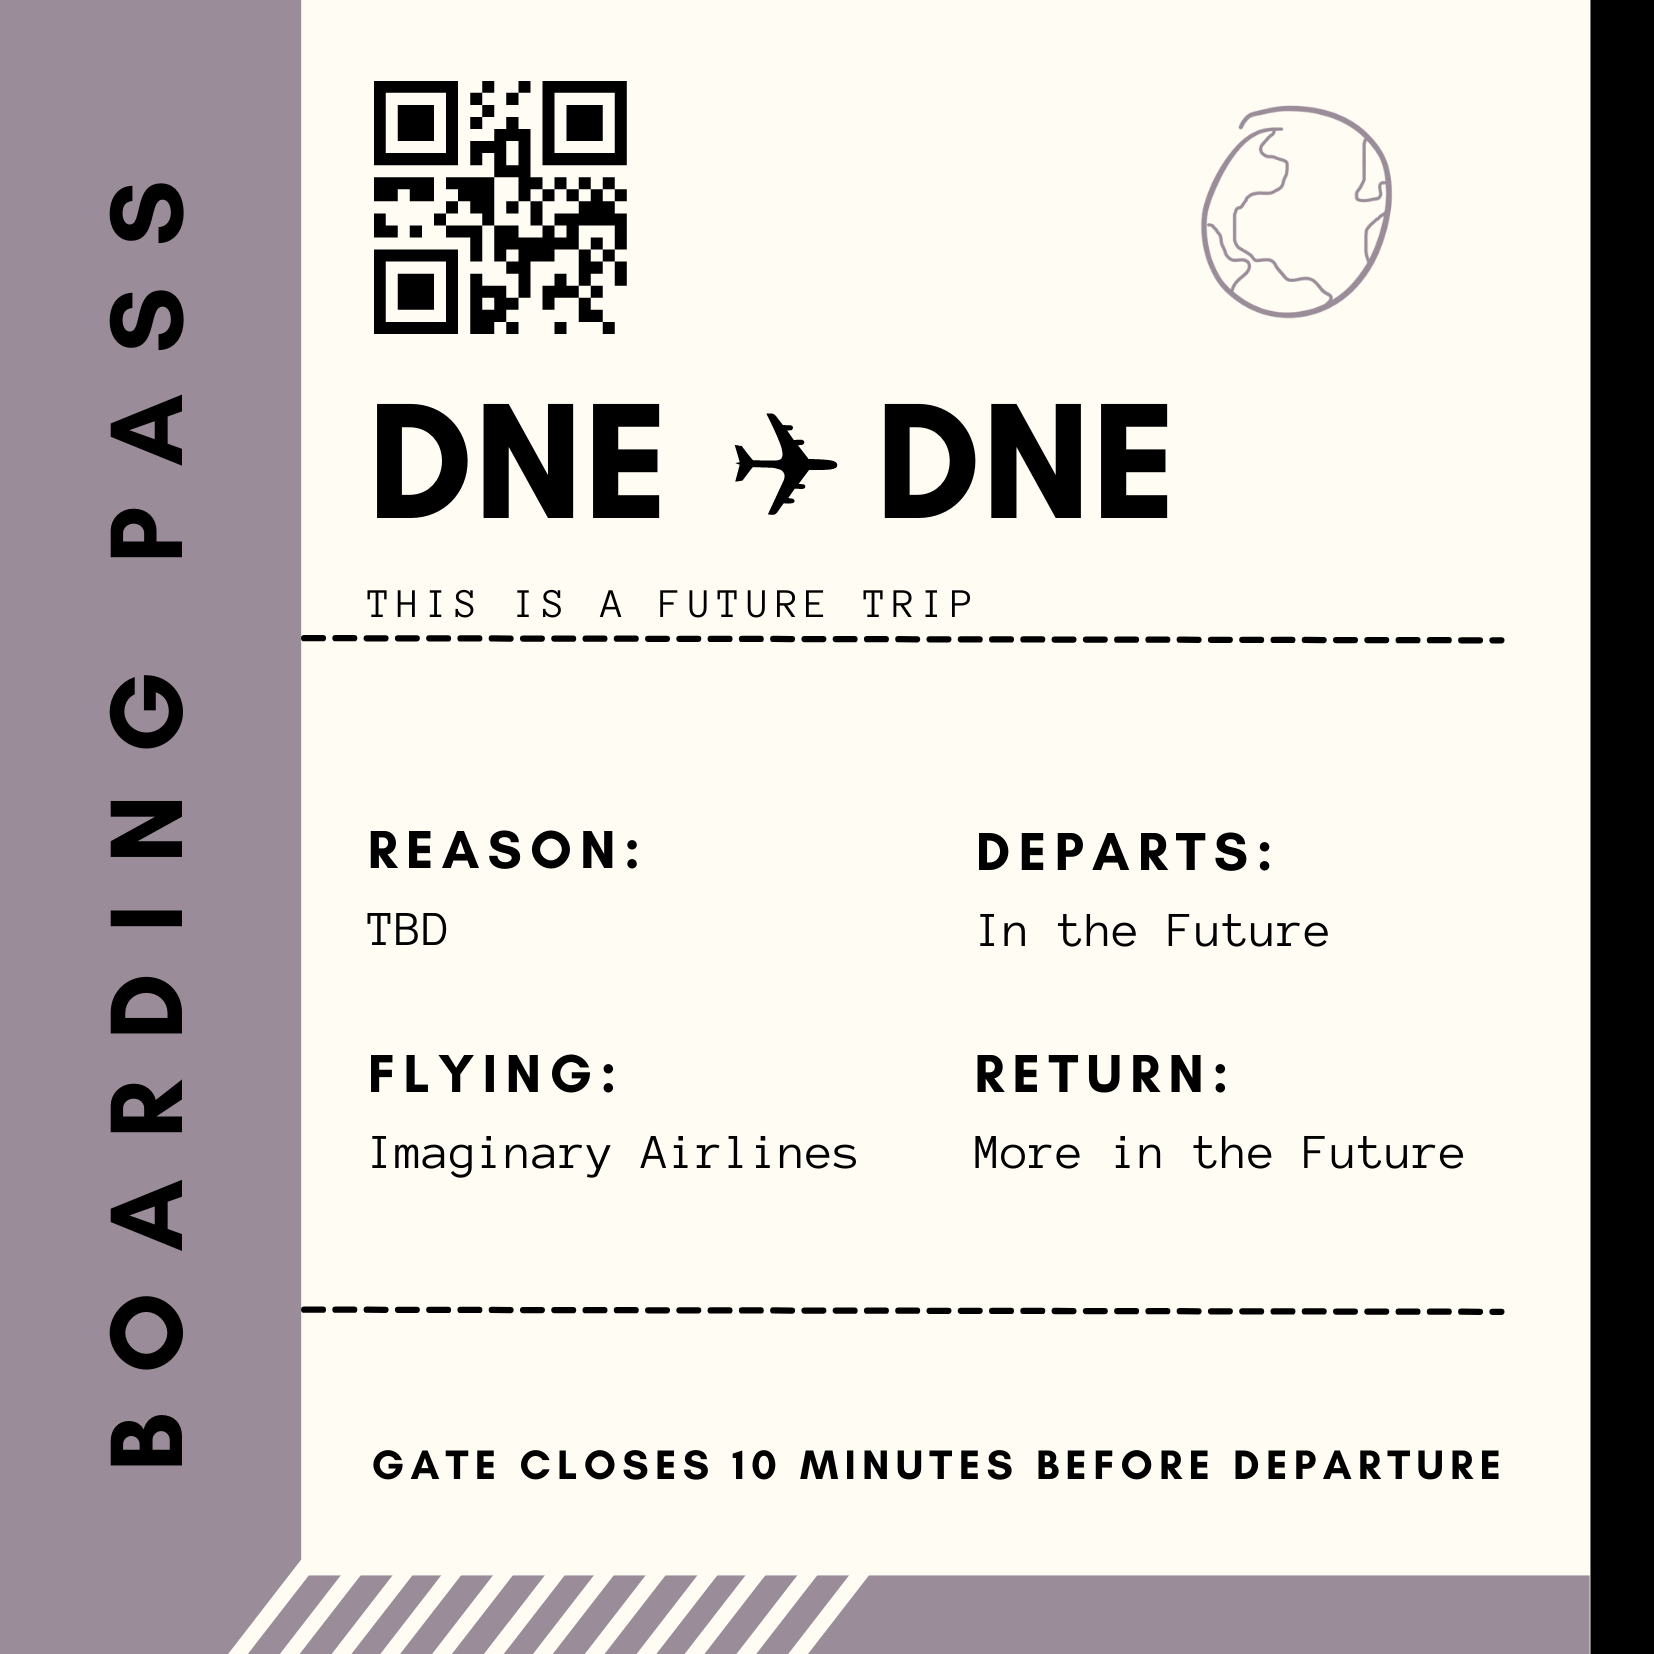 BOARDING PASS
DNE ✈ DNE
THIS IS A FUTURE TRIP
REASON:
TBD
DEPARTS:
In the Future
FLYING:
Imaginary Airlines
RETURN:
More in the Future
GATE CLOSES 10 MINUTES BEFORE DEPARTURE